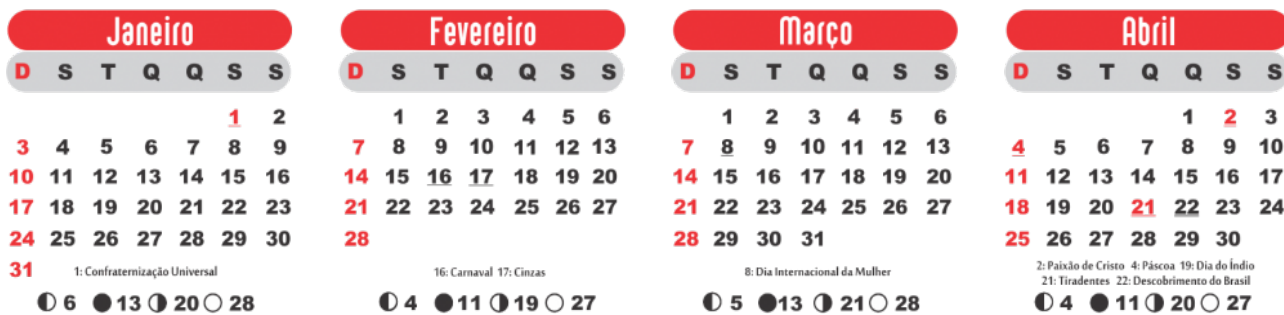 Janeiro
D S T Q Q S S
1 2
3 4 5 6 7 8 9
10 11 12 13 14 15 16
17 18 19 20 21 22 23
24 25 26 27 28 29 30
31
1: Confraternização Universal
6 13 20 28
Fevereiro
D S T Q Q S S
1 2 3 4 5 6
7 8 9 10 11 12 13
14 15 16 17 18 19 20
21 22 23 24 25 26 27
28
16: Carnaval 17: Cinzas
4 11 19 27
Março
D S T Q Q S S
1 2 3 4 5 6
7 8 9 10 11 12 13
14 15 16 17 18 19 20
21 22 23 24 25 26 27
28 29 30 31
8: Dia Internacional da Mulher
5 13 21 28
Abril
D S T Q Q S S
1 2 3
4 5 6 7 8 9 10
11 12 13 14 15 16 17
18 19 20 21 22 23 24
25 26 27 28 29 30
2: Paixão de Cristo 4: Páscoa 19: Dia do Índio
21: Tiradentes 22: Descobrimento do Brasil
4 11 20 27